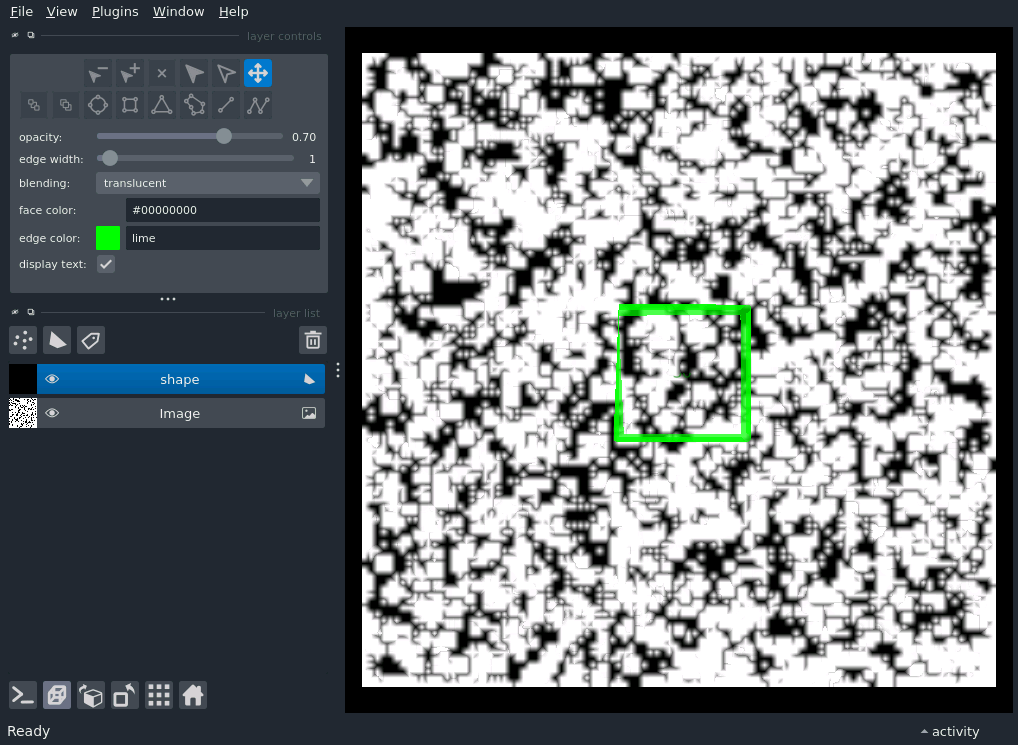 File View Plugins Window Help
layer controls
opacity: 0.70
edge width: 1
blending: translucent
face color: #00000000
edge color: lime
display text:
layer list
shape
Image
Ready
activity